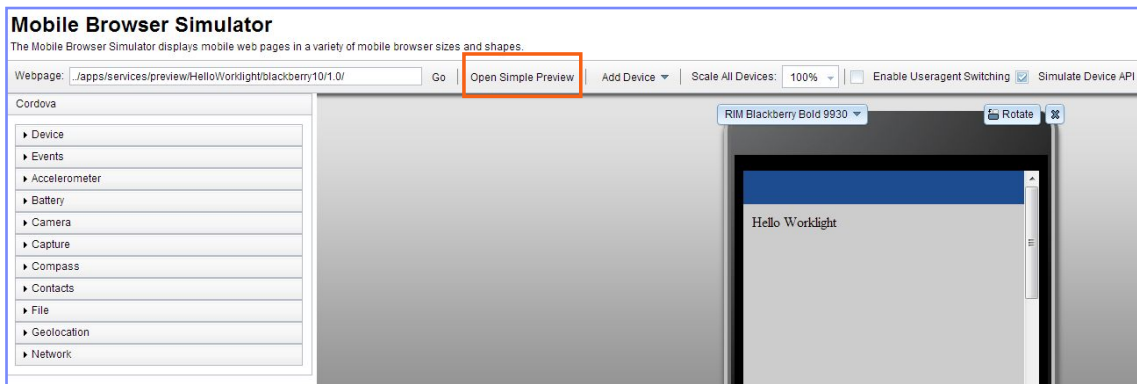 Mobile Browser Simulator
The Mobile Browser Simulator displays mobile web pages in a variety of mobile browser sizes and shapes.
Webpage: ../apps/services/preview/HelloWorklight/blackberry10/1.0/ Go Open Simple Preview Add Device Scale All Devices: 100% Enable Useragent Switching Simulate Device API
Cordova
RIM Blackberry Bold 9930 Rotate
Device
Events
Accelerometer
Battery
Camera
Capture
Compass
Contacts
File
Geolocation
Network
Hello Worklight